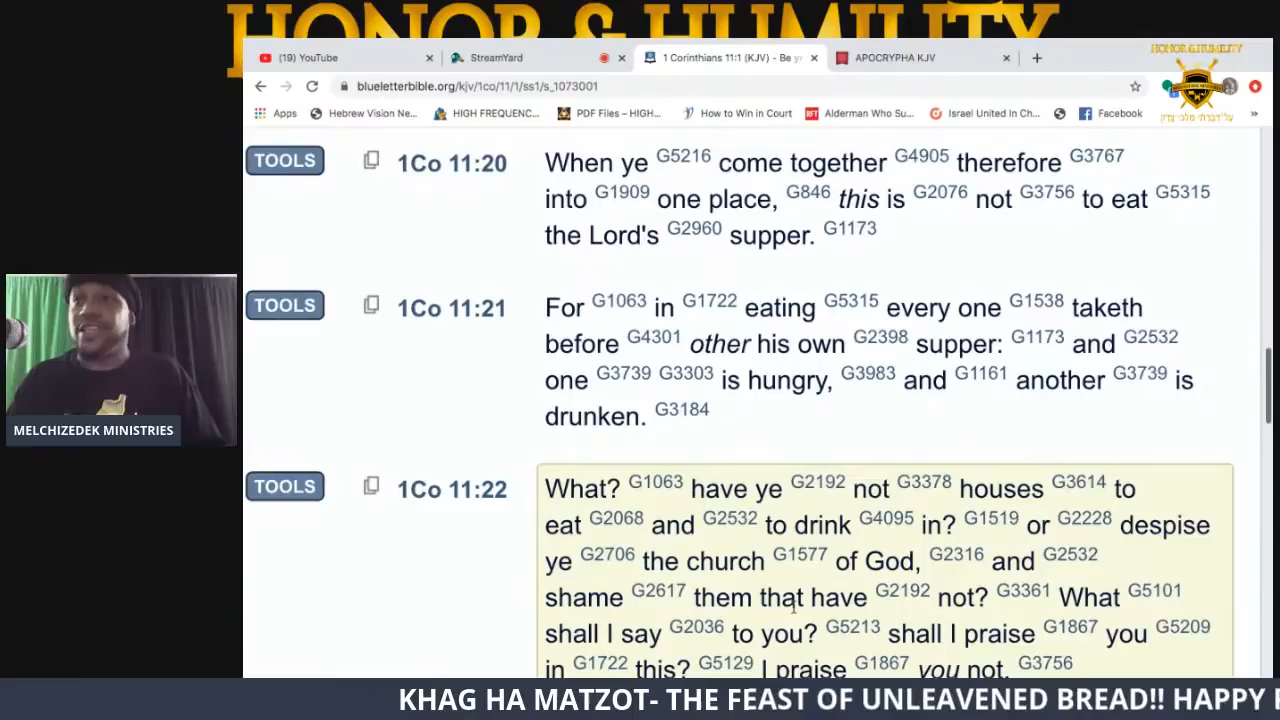 HONOR & HUMILITY
(19) YouTube
StreamYard
1 Corinthians 11:1 (KJV) - Be y
APOCRYPHA KJV
HONOR & HUMILITY
blueletterbible.org/kjv/1co/11/1/ss1/s_1073001
Apps
Hebrew Vision Ne...
HIGH FREQUENC...
PDF Files – HIGH...
How to Win in Court
Alderman Who Su...
Israel United In Ch...
Facebook
»
TOOLS
1Co 11:20
When ye G5216 come together G4905 therefore G3767
into G1909 one place, G846 this is G2076 not G3756 to eat G5315
the Lord's G2960 supper. G1173
TOOLS
1Co 11:21
For G1063 in G1722 eating G5315 every one G1538 taketh
before G4301 other his own G2398 supper: G1173 and G2532
one G3739 G3303 is hungry, G3983 and G1161 another G3739 is
drunken. G3184
TOOLS
1Co 11:22
What? G1063 have ye G2192 not G3378 houses G3614 to
eat G2068 and G2532 to drink G4095 in? G1519 or G2228 despise
ye G2706 the church G1577 of God, G2316 and G2532
shame G2617 them that have G2192 not? G3361 What G5101
shall I say G2036 to you? G5213 shall I praise G1867 you G5209
in G1722 this? G5129 I praise G1867 you not. G3756
MELCHIZEDEK MINISTRIES
KHAG HA MATZOT- THE FEAST OF UNLEAVENED BREAD!! HAPPY